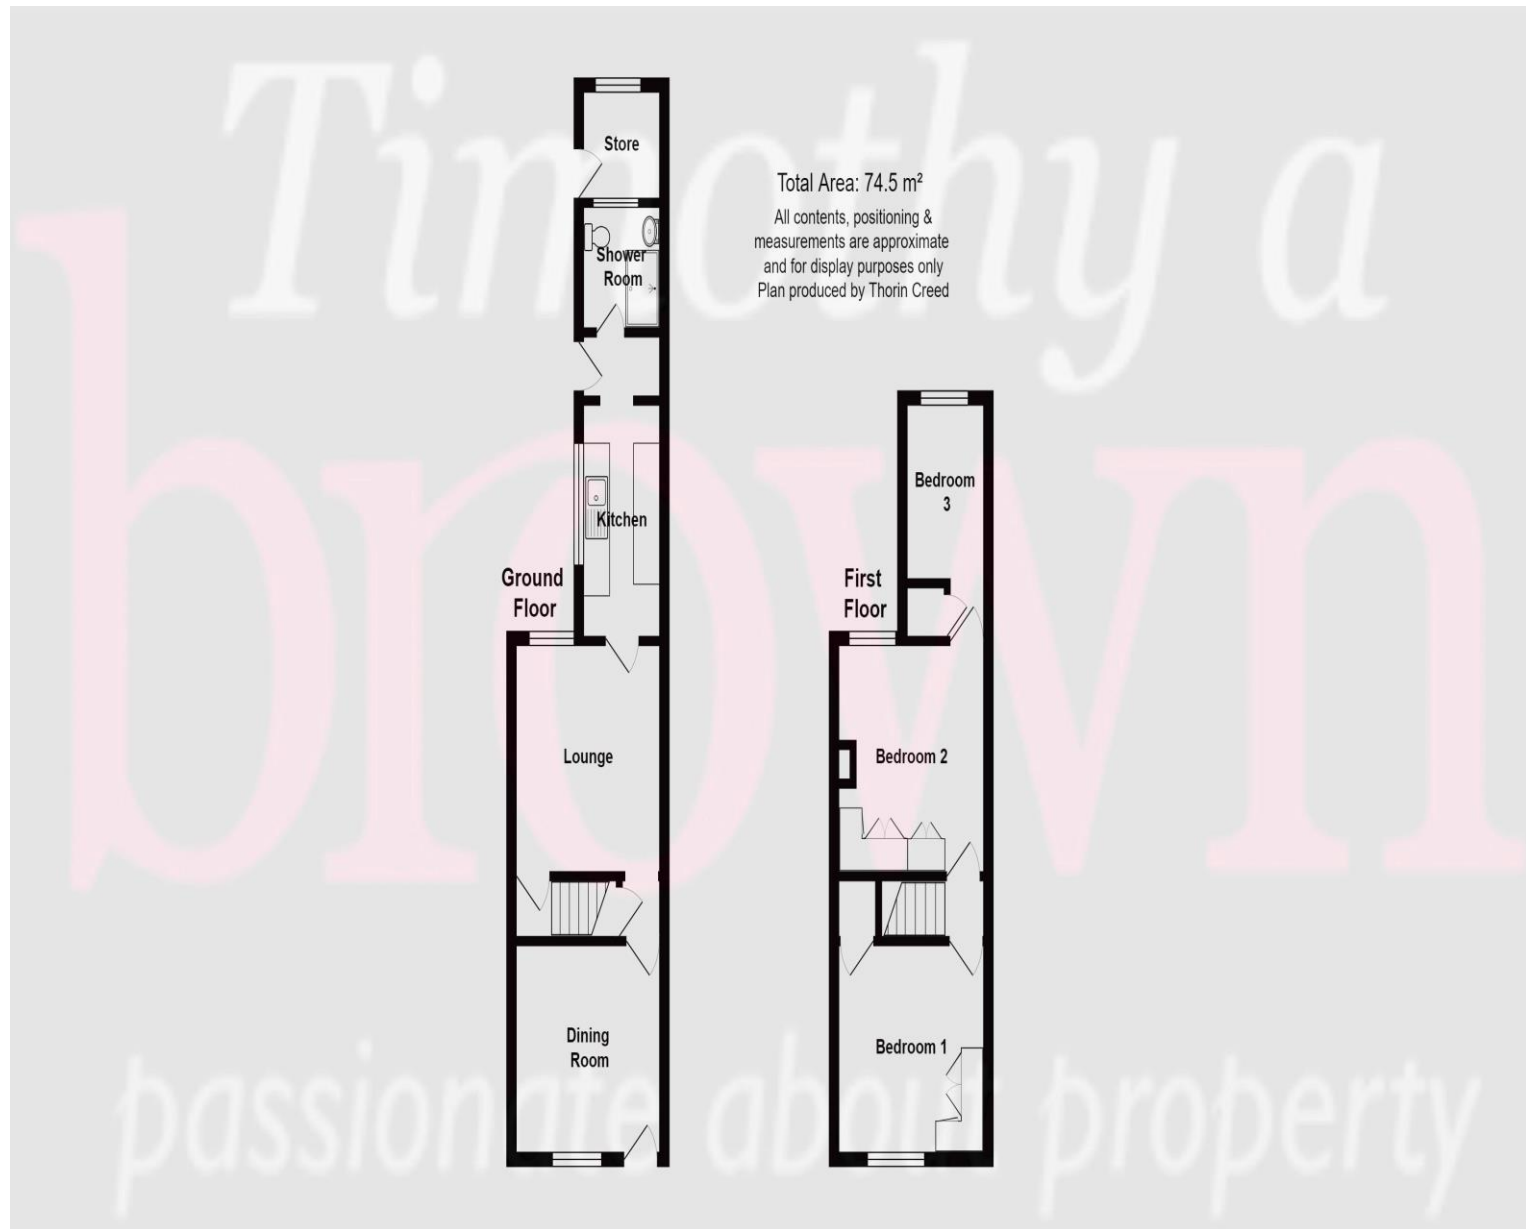 Timothy a
brown
passionate about property
Store
Shower
Room
Total Area: 74.5 m²
All contents, positioning &
measurements are approximate
and for display purposes only
Plan produced by Thorin Creed
Kitchen
Ground
Floor
Lounge
Dining
Room
First
Floor
Bedroom
3
Bedroom 2
Bedroom 1